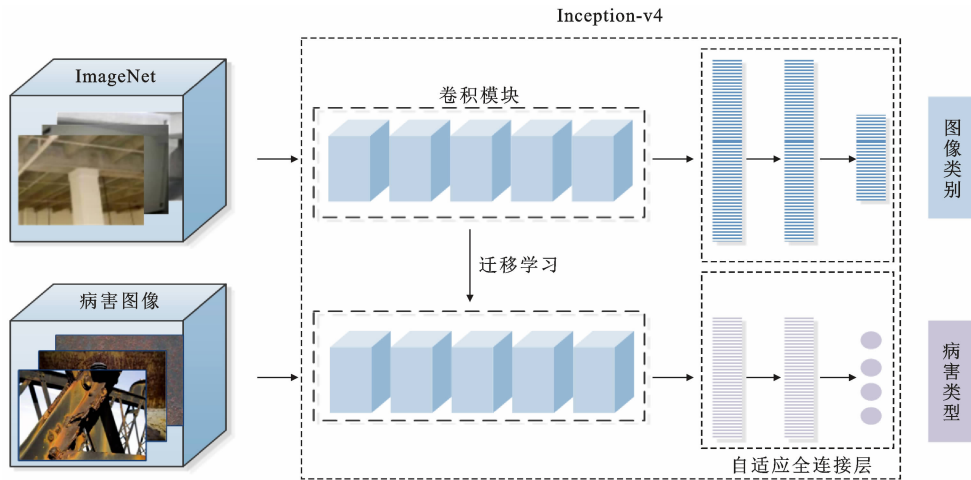 Inception-v4
ImageNet
卷积模块
图像类别
迁移学习
病害图像
病害类型
自适应全连接层